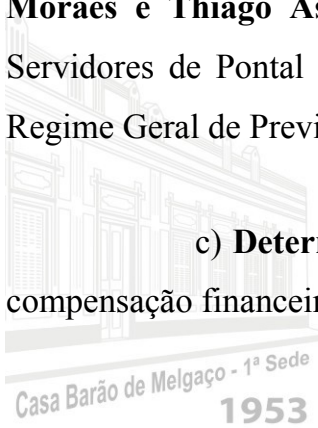 Moraes e Thiago As
Servidores de Pontal
Regime Geral de Previ
c) Deter
compensação financeir
Casa Barão de Melgaço - 1ª Sede
1953